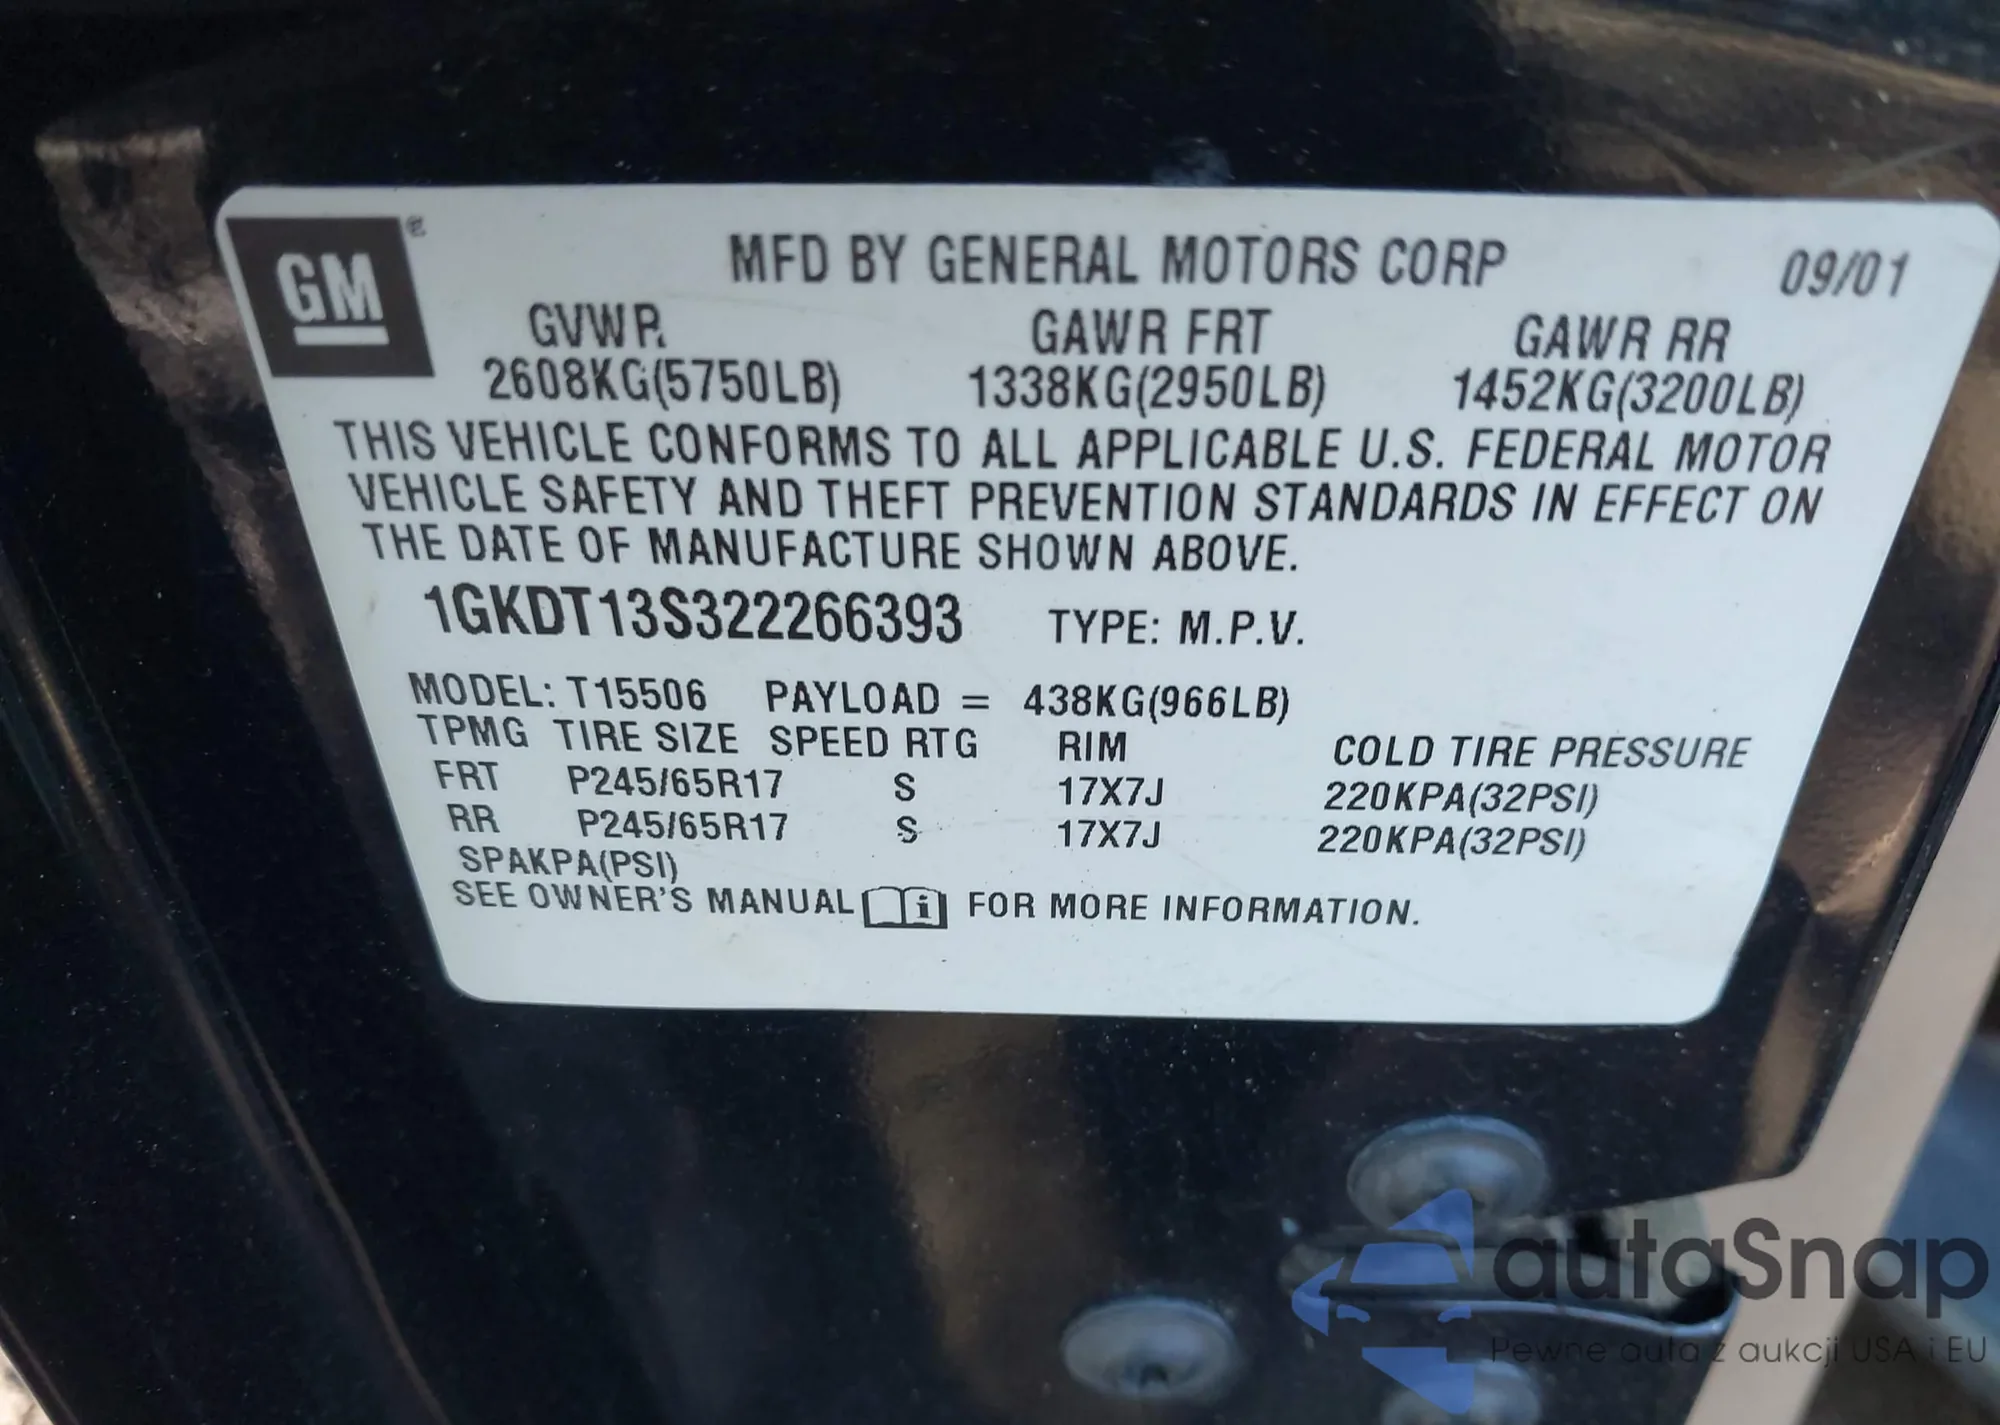 GM
MFD BY GENERAL MOTORS CORP 09/01
GVWR GAWR FRT GAWR RR
2608KG(5750LB) 1338KG(2950LB) 1452KG(3200LB)
THIS VEHICLE CONFORMS TO ALL APPLICABLE U.S. FEDERAL MOTOR
VEHICLE SAFETY AND THEFT PREVENTION STANDARDS IN EFFECT ON
THE DATE OF MANUFACTURE SHOWN ABOVE.
1GKDT13S322266393 TYPE: M.P.V.
MODEL: T15506 PAYLOAD = 438KG(966LB)
TPMG TIRE SIZE SPEED RTG RIM COLD TIRE PRESSURE
FRT P245/65R17 S 17X7J 220KPA(32PSI)
RR P245/65R17 S 17X7J 220KPA(32PSI)
SPAKPA(PSI)
SEE OWNER'S MANUAL i FOR MORE INFORMATION.
autoSnap
Pewne auta z aukcji USA i EU